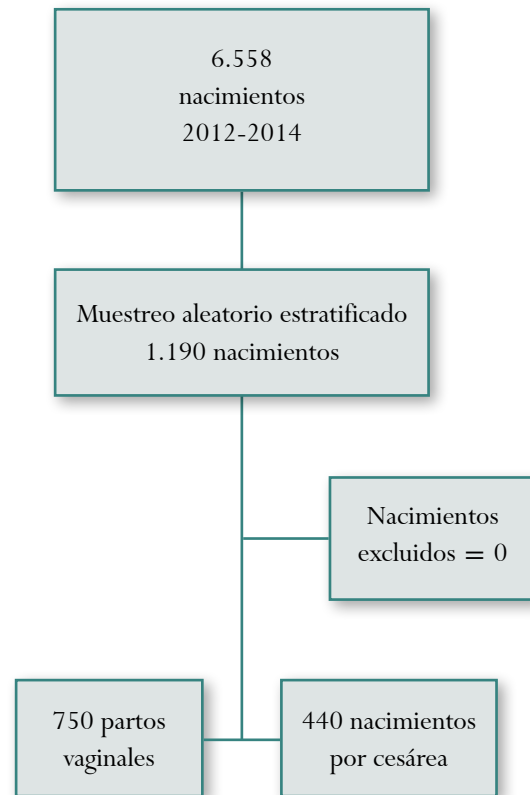 6.558
nacimientos
2012-2014
Muestreo aleatorio estratificado
1.190 nacimientos
Nacimientos
excluidos = 0
750 partos
vaginales
440 nacimientos
por cesárea